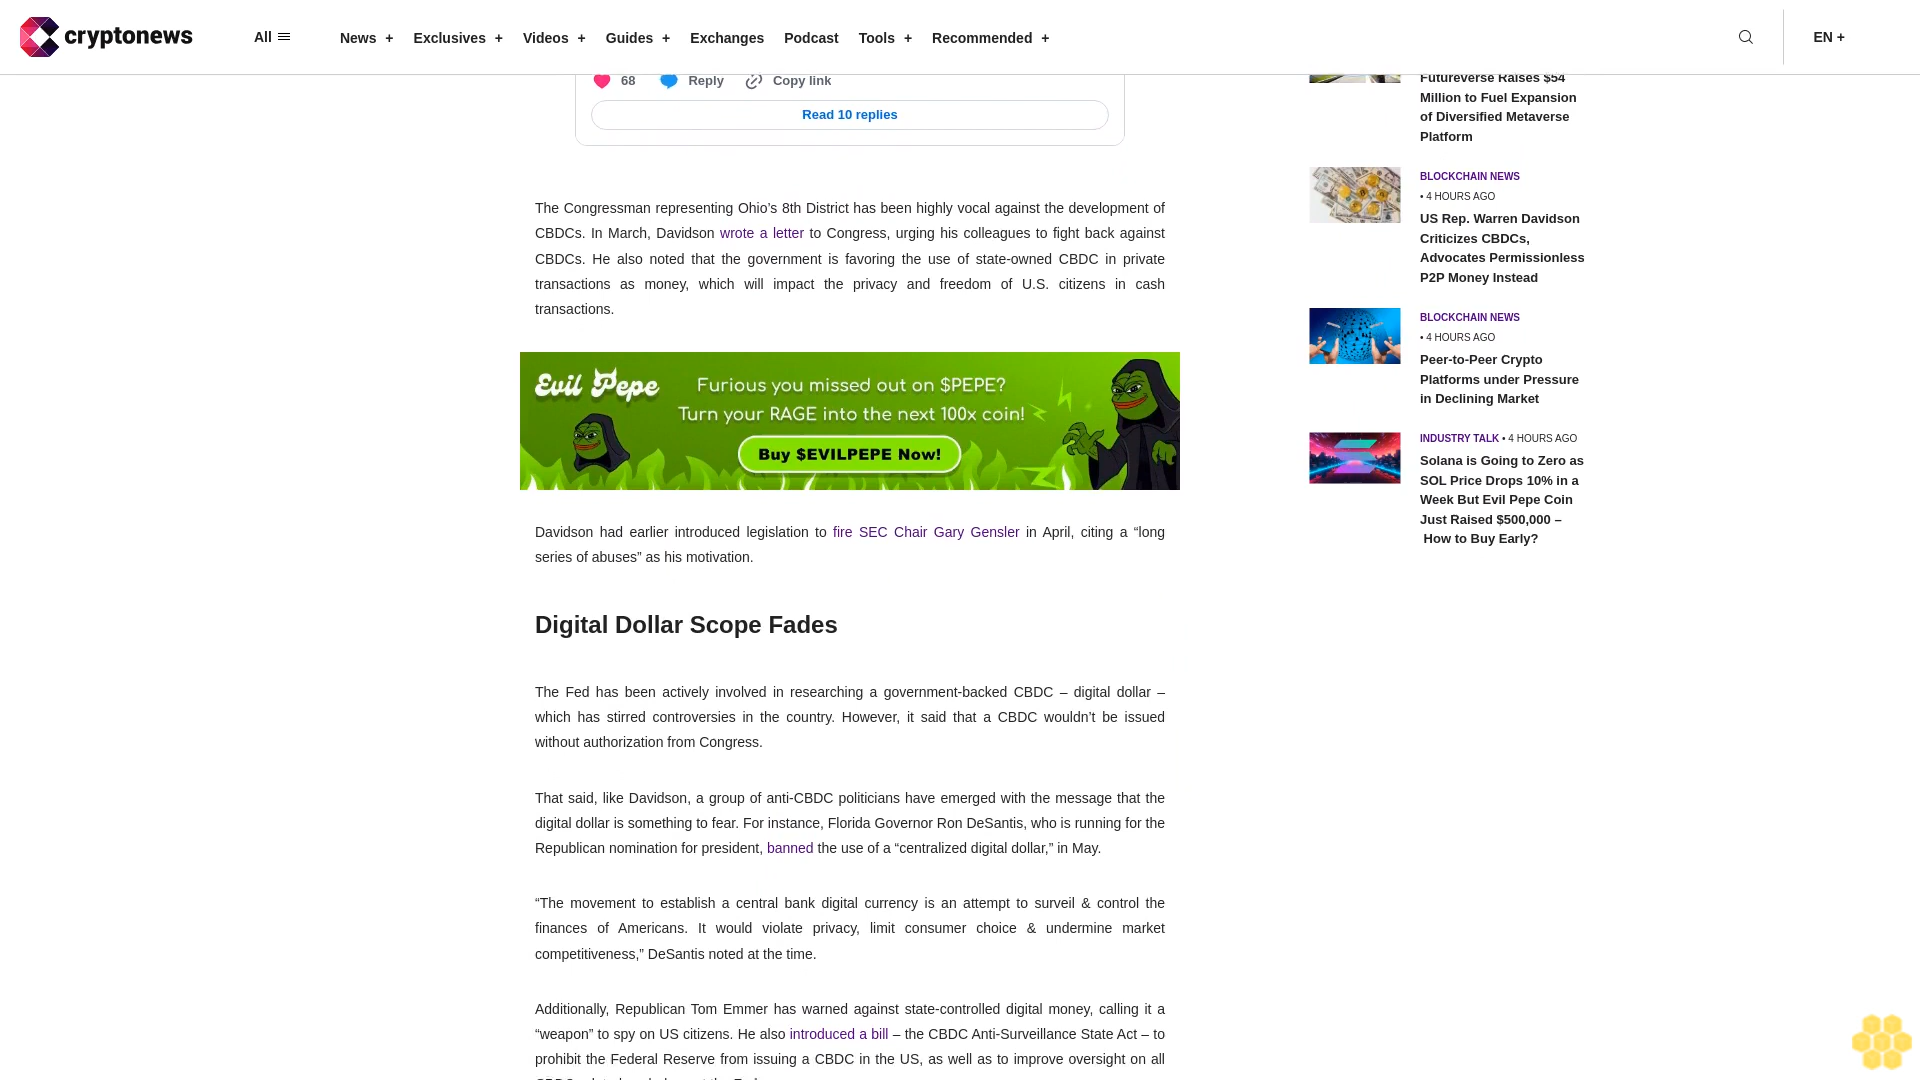 cryptonews
All
News +
Exclusives +
Videos +
Guides +
Exchanges
Podcast
Tools +
Recommended +
EN +
68
Reply
Copy link
Read 10 replies
The Congressman representing Ohio’s 8th District has been highly vocal against the development of
CBDCs. In March, Davidson wrote a letter to Congress, urging his colleagues to fight back against
CBDCs. He also noted that the government is favoring the use of state-owned CBDC in private
transactions as money, which will impact the privacy and freedom of U.S. citizens in cash
transactions.
Evil Pepe
Furious you missed out on $PEPE?
Turn your RAGE into the next 100x coin!
Buy $EVILPEPE Now!
Davidson had earlier introduced legislation to fire SEC Chair Gary Gensler in April, citing a “long
series of abuses” as his motivation.
Digital Dollar Scope Fades
The Fed has been actively involved in researching a government-backed CBDC – digital dollar –
which has stirred controversies in the country. However, it said that a CBDC wouldn’t be issued
without authorization from Congress.
That said, like Davidson, a group of anti-CBDC politicians have emerged with the message that the
digital dollar is something to fear. For instance, Florida Governor Ron DeSantis, who is running for the
Republican nomination for president, banned the use of a “centralized digital dollar,” in May.
“The movement to establish a central bank digital currency is an attempt to surveil & control the
finances of Americans. It would violate privacy, limit consumer choice & undermine market
competitiveness,” DeSantis noted at the time.
Additionally, Republican Tom Emmer has warned against state-controlled digital money, calling it a
“weapon” to spy on US citizens. He also introduced a bill – the CBDC Anti-Surveillance State Act – to
prohibit the Federal Reserve from issuing a CBDC in the US, as well as to improve oversight on all
Futureverse Raises $54
Million to Fuel Expansion
of Diversified Metaverse
Platform
BLOCKCHAIN NEWS
• 4 HOURS AGO
US Rep. Warren Davidson
Criticizes CBDCs,
Advocates Permissionless
P2P Money Instead
BLOCKCHAIN NEWS
• 4 HOURS AGO
Peer-to-Peer Crypto
Platforms under Pressure
in Declining Market
INDUSTRY TALK • 4 HOURS AGO
Solana is Going to Zero as
SOL Price Drops 10% in a
Week But Evil Pepe Coin
Just Raised $500,000 –
How to Buy Early?